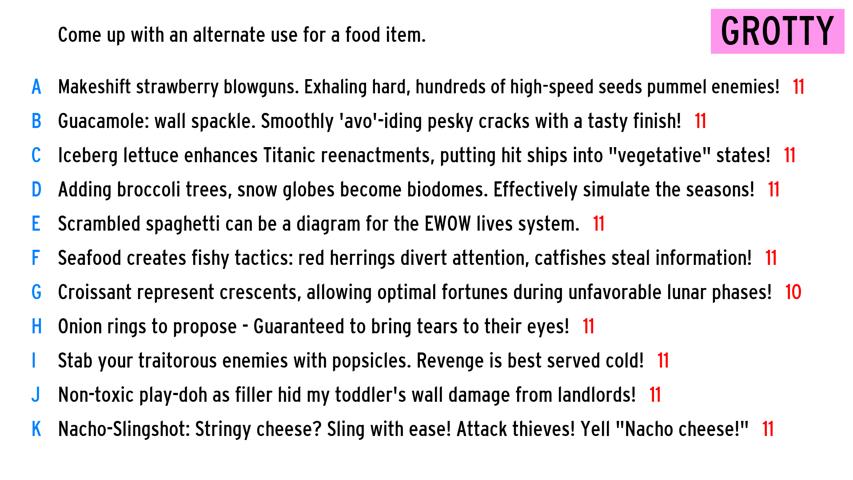 Come up with an alternate use for a food item.
GROTTY
A Makeshift strawberry blowguns. Exhaling hard, hundreds of high-speed seeds pummel enemies! 11
B Guacamole: wall spackle. Smoothly 'avo'-iding pesky cracks with a tasty finish! 11
C Iceberg lettuce enhances Titanic reenactments, putting hit ships into "vegetative" states! 11
D Adding broccoli trees, snow globes become biodomes. Effectively simulate the seasons! 11
E Scrambled spaghetti can be a diagram for the EWOW lives system. 11
F Seafood creates fishy tactics: red herrings divert attention, catfishes steal information! 11
G Croissant represent crescents, allowing optimal fortunes during unfavorable lunar phases! 10
H Onion rings to propose - Guaranteed to bring tears to their eyes! 11
I Stab your traitorous enemies with popsicles. Revenge is best served cold! 11
J Non-toxic play-doh as filler hid my toddler's wall damage from landlords! 11
K Nacho-Slingshot: Stringy cheese? Sling with ease! Attack thieves! Yell "Nacho cheese!" 11